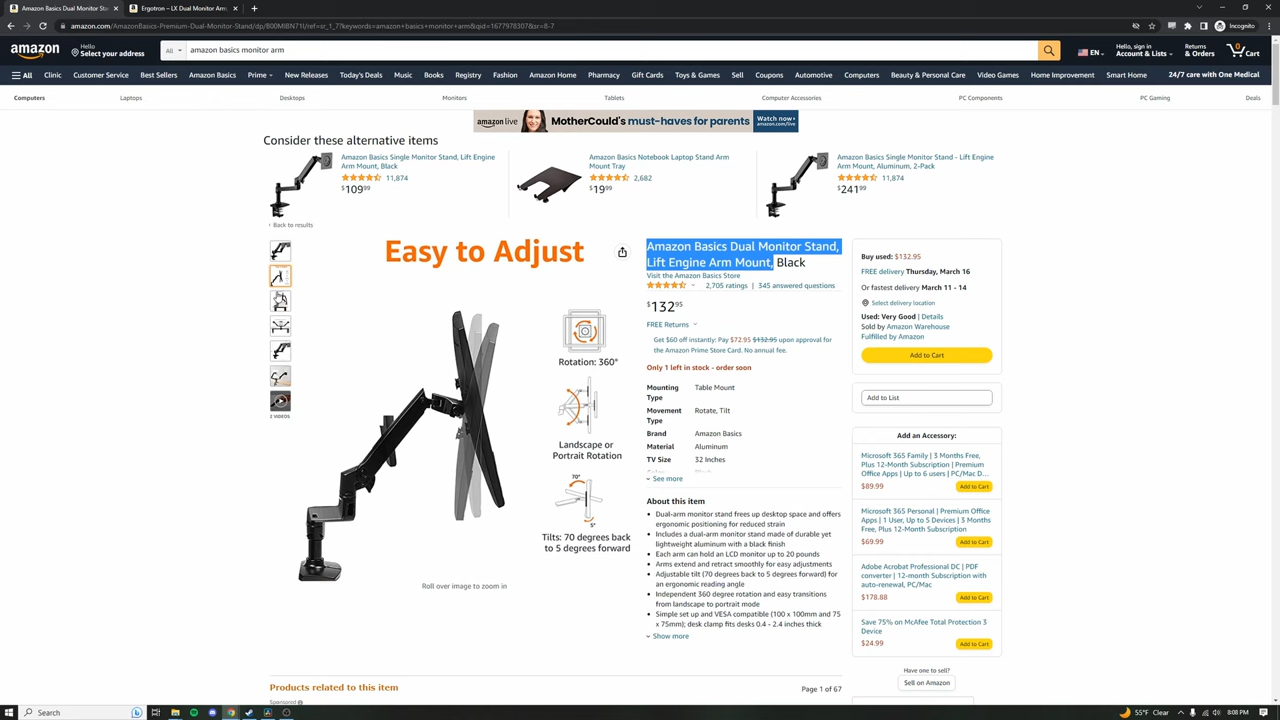 Amazon Basics Dual Monitor Stand
Ergotron – LX Dual Monitor Arm
amazon.com/AmazonBasics-Premium-Dual-Monitor-Stand/dp/B00MIBN71I/ref=sr_1_7?keywords=amazon+basics+monitor+arm&qid=1677978307&sr=8-7
Incognito
amazon
Hello
Select your address
All
amazon basics monitor arm
EN
Hello, sign in
Account & Lists
Returns
& Orders
0
Cart
All
Clinic
Customer Service
Best Sellers
Amazon Basics
Prime
New Releases
Today's Deals
Music
Books
Registry
Fashion
Amazon Home
Pharmacy
Gift Cards
Toys & Games
Sell
Coupons
Automotive
Computers
Beauty & Personal Care
Video Games
Home Improvement
Smart Home
24/7 care with One Medical
Computers
Laptops
Desktops
Monitors
Tablets
Computer Accessories
PC Components
PC Gaming
Deals
amazon live
MotherCould's must-haves for parents
Watch now
amazon.com/live
Consider these alternative items
Amazon Basics Single Monitor Stand, Lift Engine
Arm Mount, Black
11,874
$109⁹⁹
Amazon Basics Notebook Laptop Stand Arm
Mount Tray
2,682
$19⁹⁹
Amazon Basics Single Monitor Stand - Lift Engine
Arm Mount, Aluminum, 2-Pack
11,874
$241⁹⁹
‹ Back to results
2 VIDEOS
Easy to Adjust
Rotation: 360°
Landscape or
Portrait Rotation
70°
5°
Tilts: 70 degrees back
to 5 degrees forward
Roll over image to zoom in
Amazon Basics Dual Monitor Stand,
Lift Engine Arm Mount, Black
Visit the Amazon Basics Store
2,705 ratings | 345 answered questions
$132⁹⁵
FREE Returns
Get $60 off instantly: Pay $72.95 $132.95 upon approval for
the Amazon Prime Store Card. No annual fee.
Only 1 left in stock - order soon
Mounting
Type
Table Mount
Movement
Type
Rotate, Tilt
Brand
Amazon Basics
Material
Aluminum
TV Size
32 Inches
Color
Black
See more
About this item
• Dual-arm monitor stand frees up desktop space and offers
ergonomic positioning for reduced strain
• Includes a dual-arm monitor stand made of durable yet
lightweight aluminum with a black finish
• Each arm can hold an LCD monitor up to 20 pounds
• Arms extend and retract smoothly for easy adjustments
• Adjustable tilt (70 degrees back to 5 degrees forward) for
an ergonomic reading angle
• Independent 360 degree rotation and easy transitions
from landscape to portrait mode
• Simple set up and VESA compatible (100 x 100mm and 75
x 75mm); desk clamp fits desks 0.4 - 2.4 inches thick
Show more
Buy used: $132.95
FREE delivery Thursday, March 16
Or fastest delivery March 11 - 14
Select delivery location
Used: Very Good | Details
Sold by Amazon Warehouse
Fulfilled by Amazon
Add to Cart
Add to List
Add an Accessory:
Microsoft 365 Family | 3 Months Free,
Plus 12-Month Subscription | Premium
Office Apps | Up to 6 users | PC/Mac D...
$89.99
Add to Cart
Microsoft 365 Personal | Premium Office
Apps | 1 User, Up to 5 Devices | 3 Months
Free, Plus 12-Month Subscription
$69.99
Add to Cart
Adobe Acrobat Professional DC | PDF
converter | 12-month Subscription with
auto-renewal, PC/Mac
$178.88
Add to Cart
Save 75% on McAfee Total Protection 3
Device
$24.99
Add to Cart
Have one to sell?
Sell on Amazon
Products related to this item
Sponsored
Page 1 of 67
Search
55°F Clear
8:08 PM